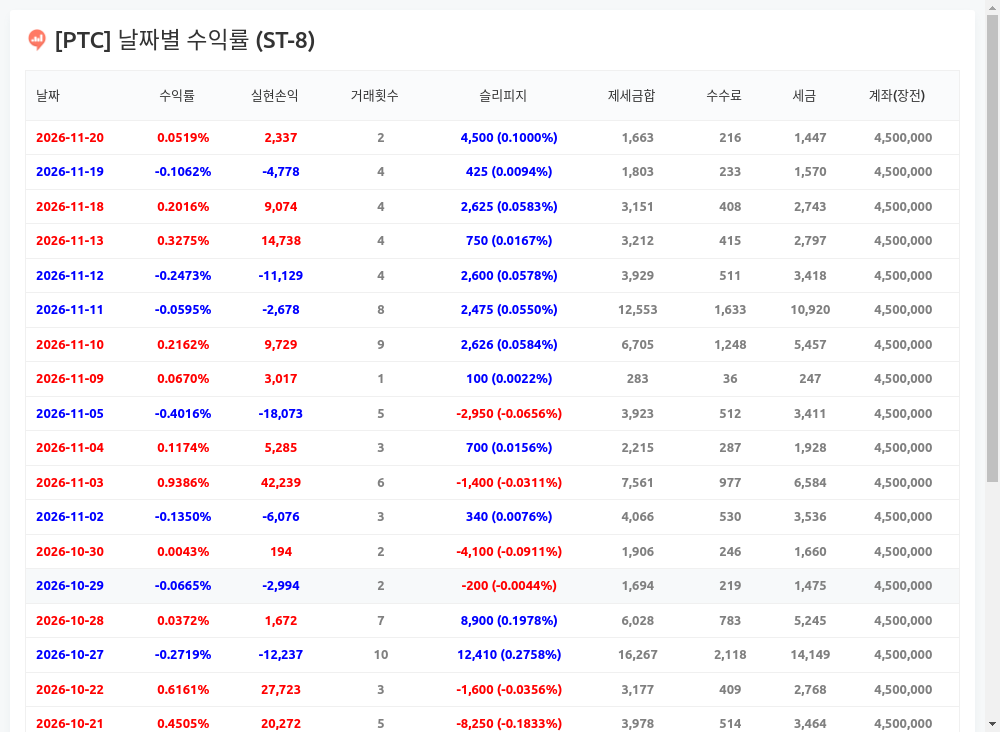 [PTC] 날짜별 수익률 (ST-8)
날짜 수익률 실현손익 거래횟수 슬리피지 제세금합 수수료 세금 계좌(장전)
2026-11-20 0.0519% 2,337 2 4,500 (0.1000%) 1,663 216 1,447 4,500,000
2026-11-19 -0.1062% -4,778 4 425 (0.0094%) 1,803 233 1,570 4,500,000
2026-11-18 0.2016% 9,074 4 2,625 (0.0583%) 3,151 408 2,743 4,500,000
2026-11-13 0.3275% 14,738 4 750 (0.0167%) 3,212 415 2,797 4,500,000
2026-11-12 -0.2473% -11,129 4 2,600 (0.0578%) 3,929 511 3,418 4,500,000
2026-11-11 -0.0595% -2,678 8 2,475 (0.0550%) 12,553 1,633 10,920 4,500,000
2026-11-10 0.2162% 9,729 9 2,626 (0.0584%) 6,705 1,248 5,457 4,500,000
2026-11-09 0.0670% 3,017 1 100 (0.0022%) 283 36 247 4,500,000
2026-11-05 -0.4016% -18,073 5 -2,950 (-0.0656%) 3,923 512 3,411 4,500,000
2026-11-04 0.1174% 5,285 3 700 (0.0156%) 2,215 287 1,928 4,500,000
2026-11-03 0.9386% 42,239 6 -1,400 (-0.0311%) 7,561 977 6,584 4,500,000
2026-11-02 -0.1350% -6,076 3 340 (0.0076%) 4,066 530 3,536 4,500,000
2026-10-30 0.0043% 194 2 -4,100 (-0.0911%) 1,906 246 1,660 4,500,000
2026-10-29 -0.0665% -2,994 2 -200 (-0.0044%) 1,694 219 1,475 4,500,000
2026-10-28 0.0372% 1,672 7 8,900 (0.1978%) 6,028 783 5,245 4,500,000
2026-10-27 -0.2719% -12,237 10 12,410 (0.2758%) 16,267 2,118 14,149 4,500,000
2026-10-22 0.6161% 27,723 3 -1,600 (-0.0356%) 3,177 409 2,768 4,500,000
2026-10-21 0.4505% 20,272 5 -8,250 (-0.1833%) 3,978 514 3,464 4,500,000